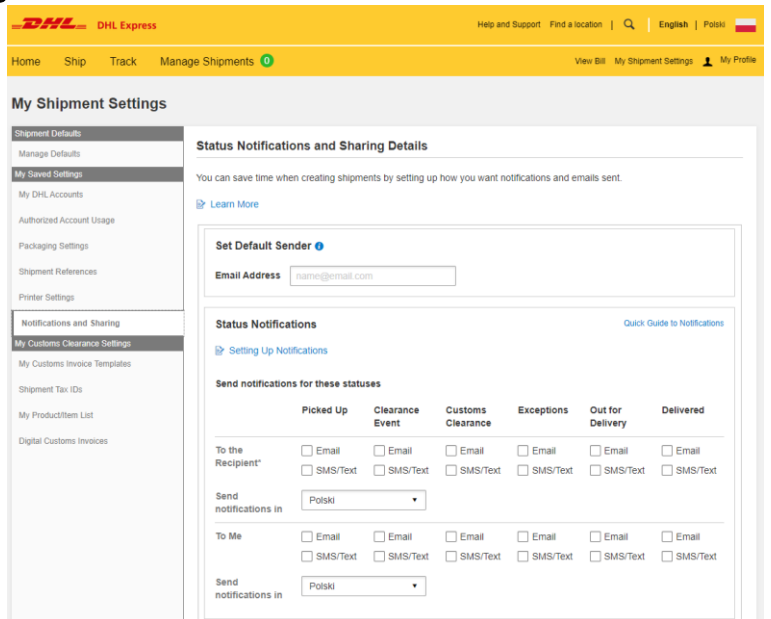 DHL DHL Express
Help and Support Find a location | English | Polski
Home Ship Track Manage Shipments 0
View Bill My Shipment Settings My Profile
My Shipment Settings
Shipment Defaults
Manage Defaults
My Saved Settings
My DHL Accounts
Authorized Account Usage
Packaging Settings
Shipment References
Printer Settings
Notifications and Sharing
My Customs Clearance Settings
My Customs Invoice Templates
Shipment Tax IDs
My Product/Item List
Digital Customs Invoices
Status Notifications and Sharing Details
You can save time when creating shipments by setting up how you want notifications and emails sent.
Learn More
Set Default Sender
Email Address name@email.com
Status Notifications
Quick Guide to Notifications
Setting Up Notifications
Send notifications for these statuses
Picked Up Clearance Event Customs Clearance Exceptions Out for Delivery Delivered
To the Recipient*
Email Email Email Email Email Email
SMS/Text SMS/Text SMS/Text SMS/Text SMS/Text SMS/Text
Send notifications in Polski
To Me
Email Email Email Email Email Email
SMS/Text SMS/Text SMS/Text SMS/Text SMS/Text SMS/Text
Send notifications in Polski